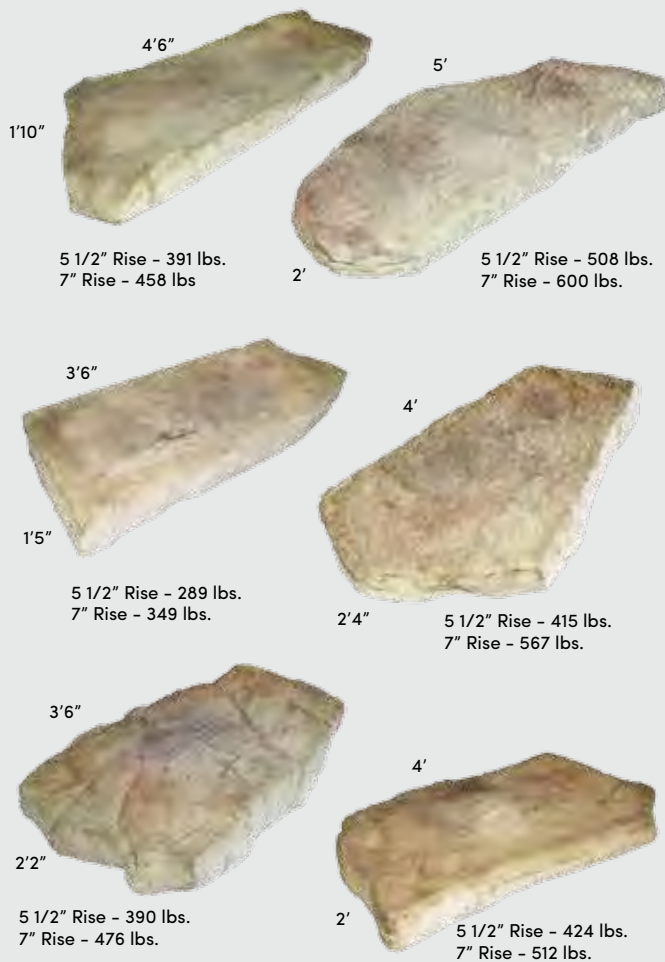 4'6"
1'10"
5 1/2" Rise - 391 lbs.
7" Rise - 458 lbs
5'
2'
5 1/2" Rise - 508 lbs.
7" Rise - 600 lbs.
3'6"
1'5"
5 1/2" Rise - 289 lbs.
7" Rise - 349 lbs.
4'
2'4"
5 1/2" Rise - 415 lbs.
7" Rise - 567 lbs.
3'6"
2'2"
5 1/2" Rise - 390 lbs.
7" Rise - 476 lbs.
4'
2'
5 1/2" Rise - 424 lbs.
7" Rise - 512 lbs.